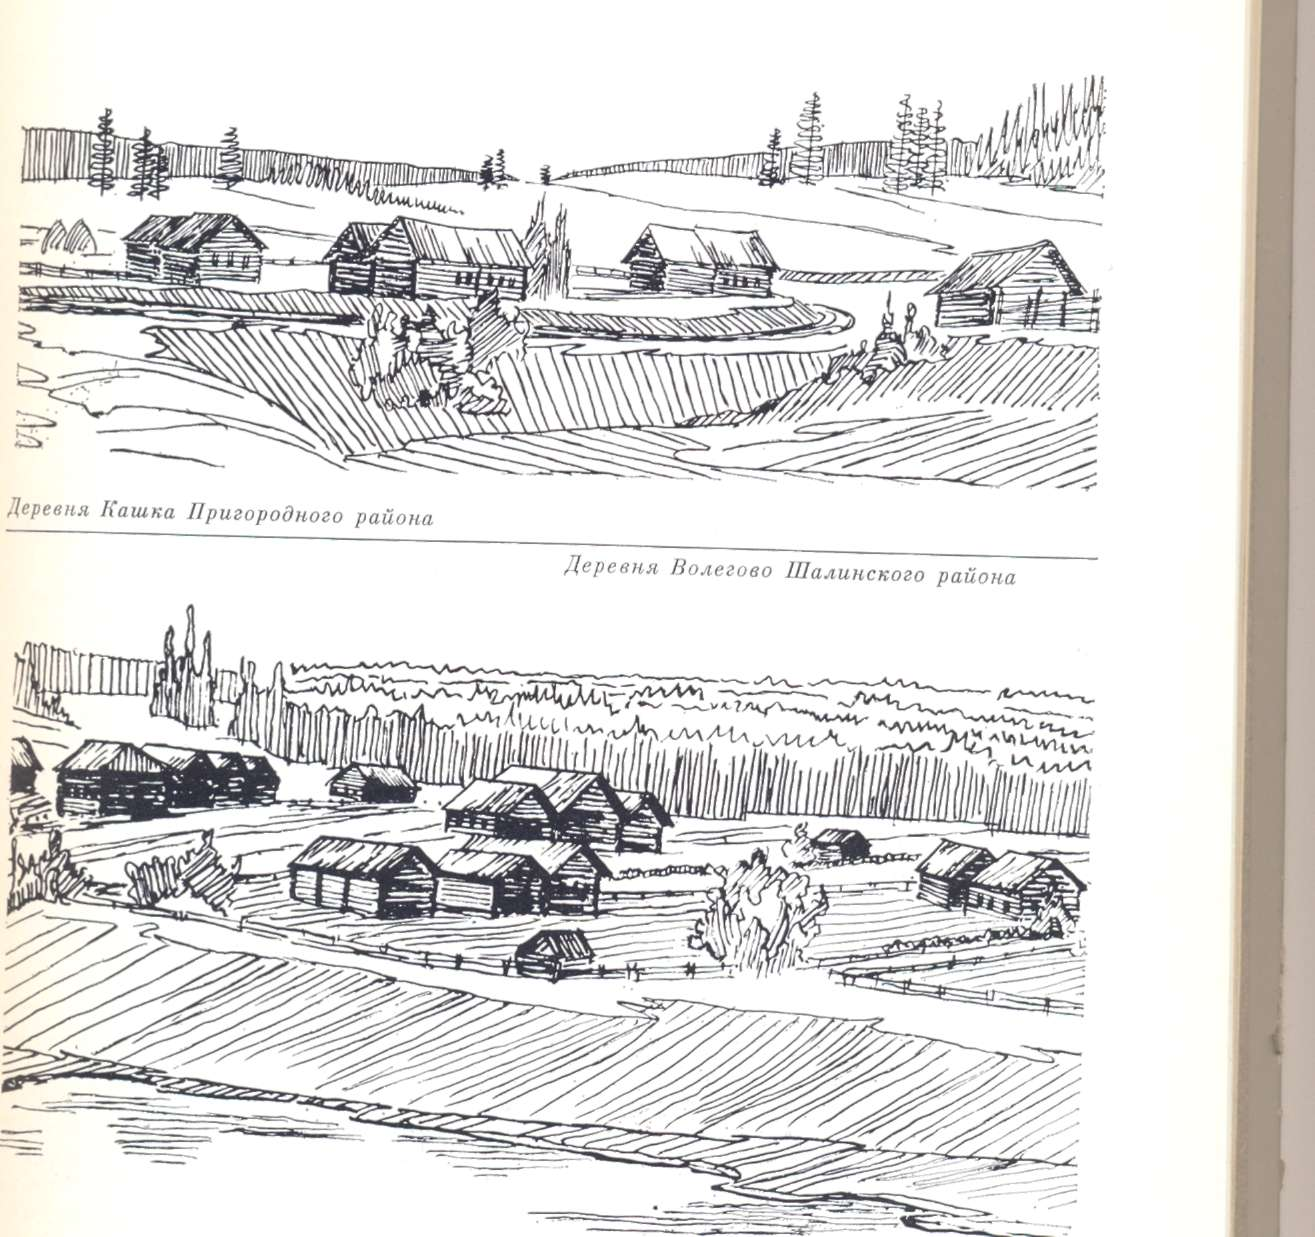 Деревня Кашка Пригородного района
Деревня Волегово Шалинского района